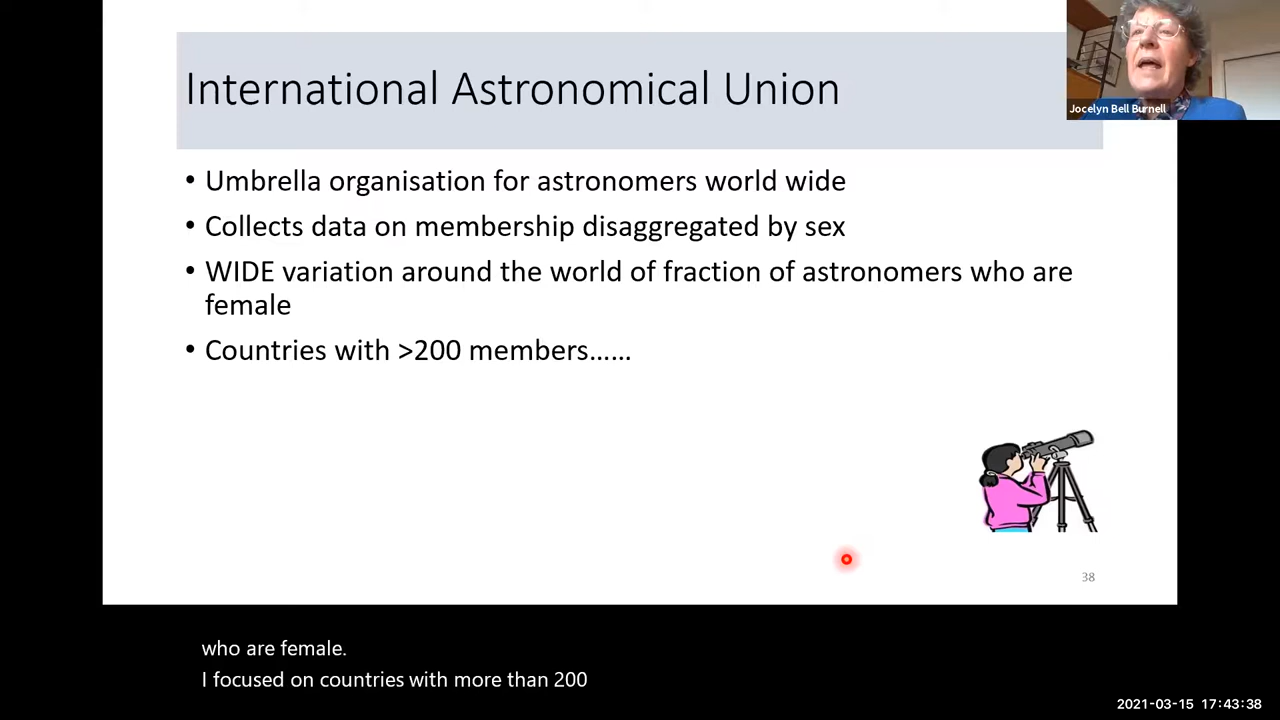 International Astronomical Union
Jocelyn Bell Burnell
• Umbrella organisation for astronomers world wide
• Collects data on membership disaggregated by sex
• WIDE variation around the world of fraction of astronomers who are
female
• Countries with >200 members......
38
who are female.
I focused on countries with more than 200
2021-03-15 17:43:38